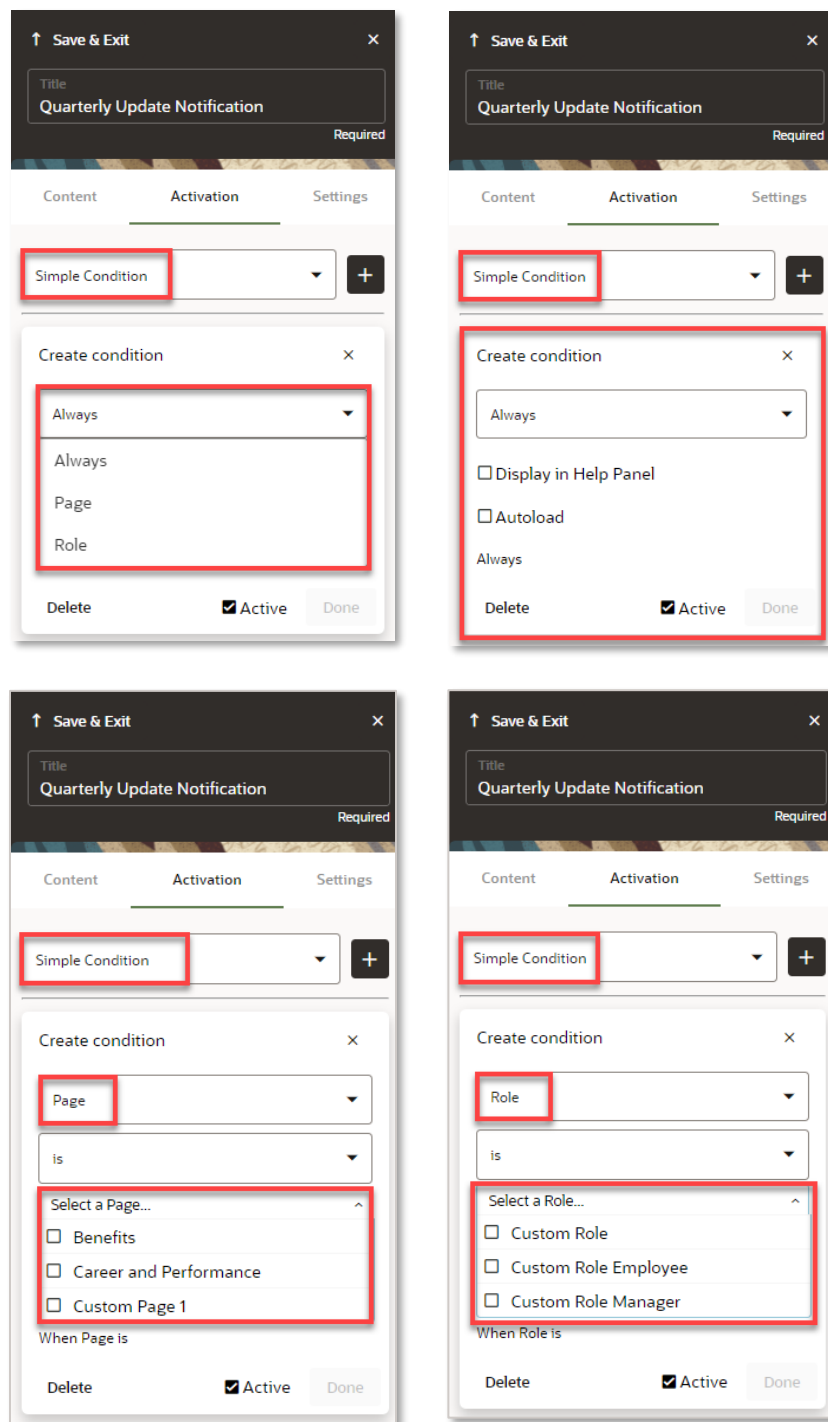 ↑ Save & Exit ×
Title
Quarterly Update Notification
Required
Content Activation Settings
Simple Condition +
Create condition ×
Always
Always
Page
Role
Delete Active Done
↑ Save & Exit ×
Title
Quarterly Update Notification
Required
Content Activation Settings
Simple Condition +
Create condition ×
Always
Display in Help Panel
Autoload
Always
Delete Active Done
↑ Save & Exit ×
Title
Quarterly Update Notification
Required
Content Activation Settings
Simple Condition +
Create condition ×
Page
is
Select a Page...
Benefits
Career and Performance
Custom Page 1
When Page is
Delete Active Done
↑ Save & Exit ×
Title
Quarterly Update Notification
Required
Content Activation Settings
Simple Condition +
Create condition ×
Role
is
Select a Role...
Custom Role
Custom Role Employee
Custom Role Manager
When Role is
Delete Active Done